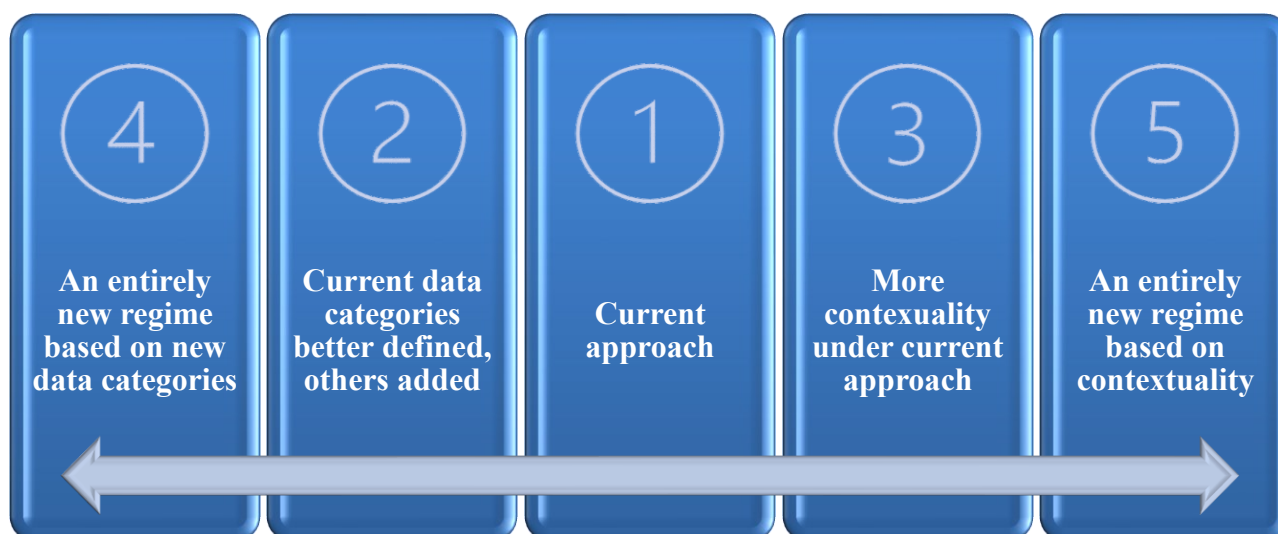 4
An entirely
new regime
based on new
data categories
2
Current data
categories
better defined,
others added
1
Current
approach
3
More
contexuality
under current
approach
5
An entirely
new regime
based on
contextuality